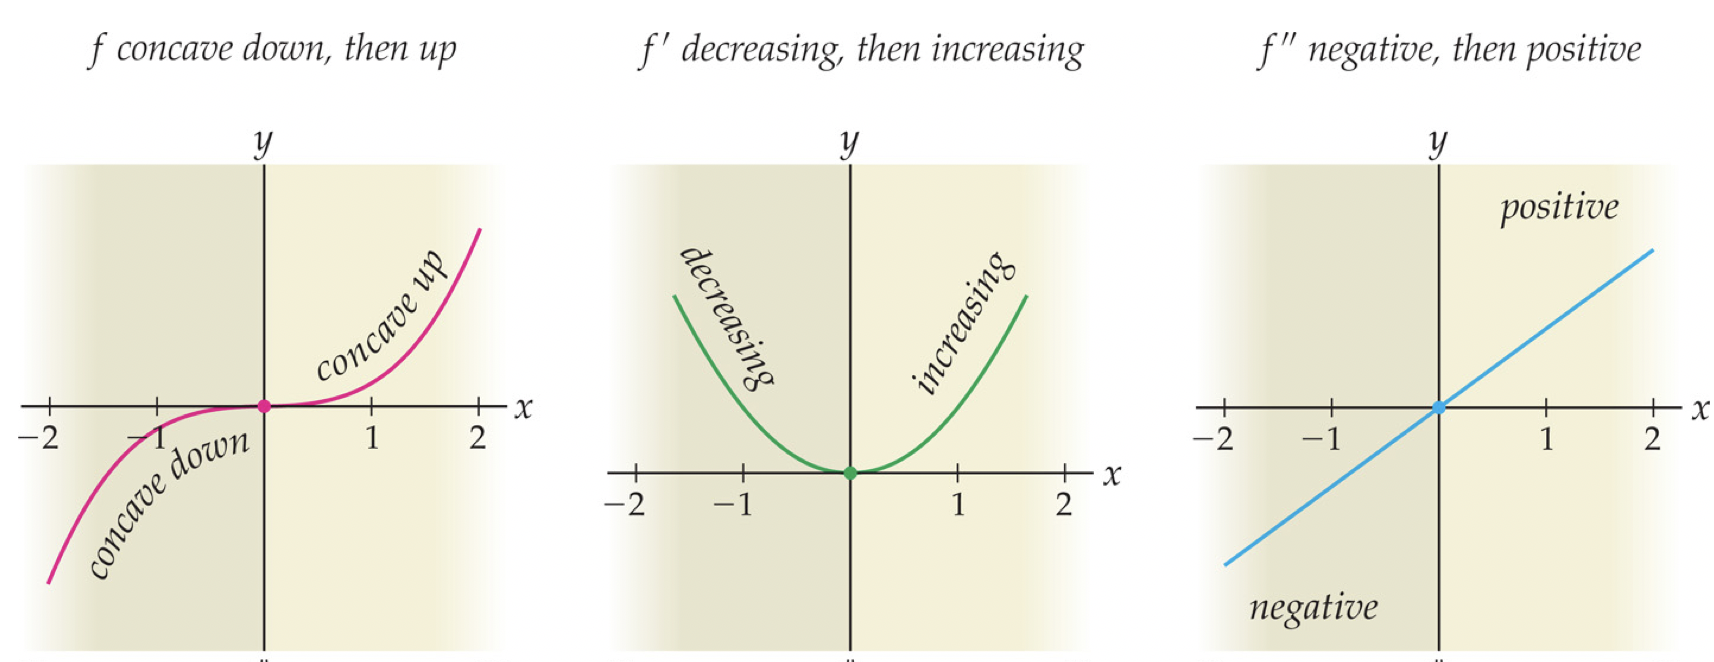 f concave down, then up
f′ decreasing, then increasing
f″ negative, then positive
y
concave up
x
−2
−1
1
2
concave down
y
decreasing
increasing
x
−2
−1
1
2
y
positive
x
−2
−1
1
2
negative